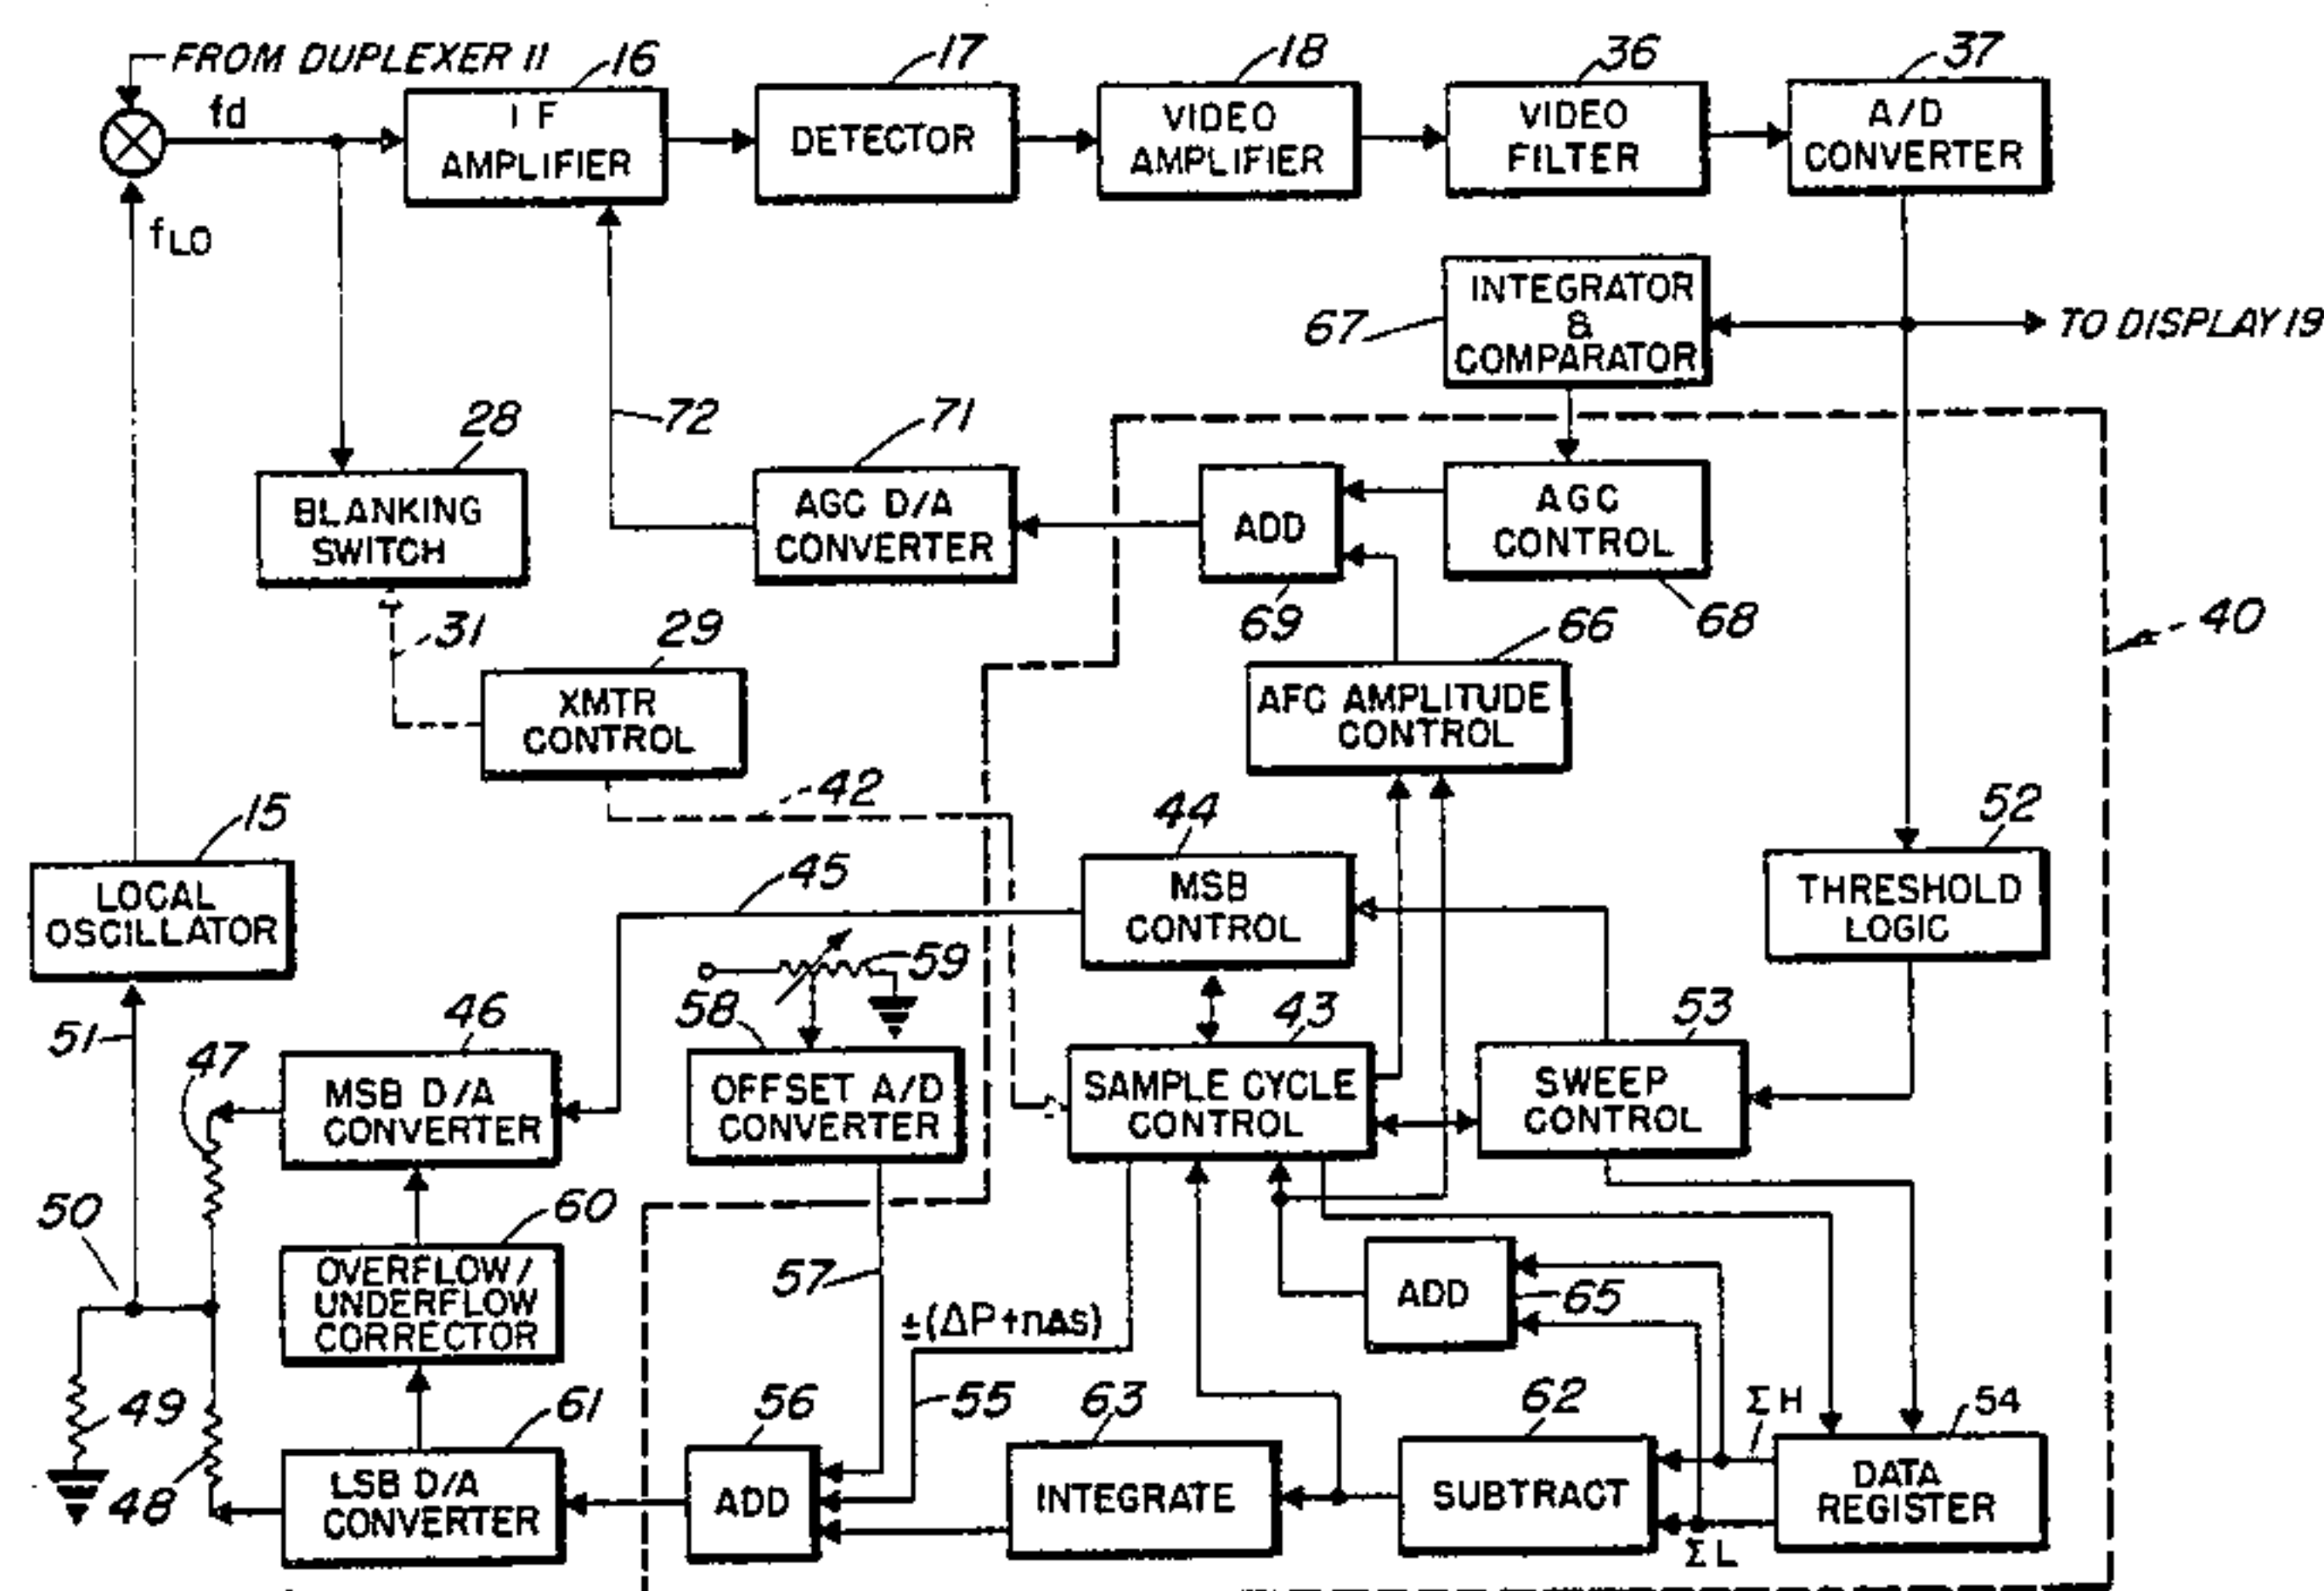 FROM DUPLEXER 11
16
17
18
36
37
fd
I F
AMPLIFIER
DETECTOR
VIDEO
AMPLIFIER
VIDEO
FILTER
A/D
CONVERTER
fLO
INTEGRATOR
&
COMPARATOR
67
TO DISPLAY 19
72
28
71
BLANKING
SWITCH
AGC D/A
CONVERTER
ADD
AGC
CONTROL
69
68
40
31
29
66
XMTR
CONTROL
AFC AMPLITUDE
CONTROL
42
44
52
15
45
LOCAL
OSCILLATOR
MSB
CONTROL
THRESHOLD
LOGIC
59
58
43
53
51
47
46
MSB D/A
CONVERTER
OFFSET A/D
CONVERTER
SAMPLE CYCLE
CONTROL
SWEEP
CONTROL
50
60
57
OVERFLOW/
UNDERFLOW
CORRECTOR
ADD
65
±(ΔP+nΔs)
49
61
56
55
63
62
ΣH
54
48
LSB D/A
CONVERTER
ADD
INTEGRATE
SUBTRACT
DATA
REGISTER
ΣL